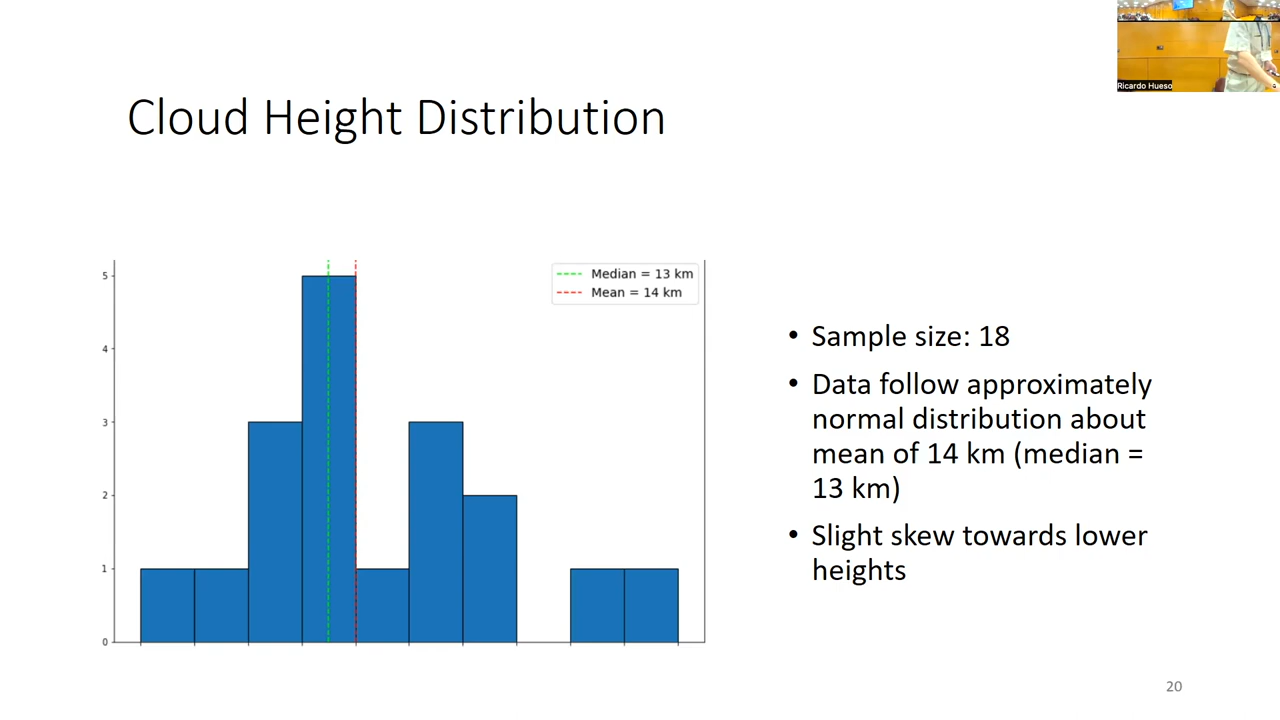 Ricardo Hueso
Cloud Height Distribution
5
4
3
2
1
0
Median = 13 km
Mean = 14 km
• Sample size: 18
• Data follow approximately
normal distribution about
mean of 14 km (median =
13 km)
• Slight skew towards lower
heights
20